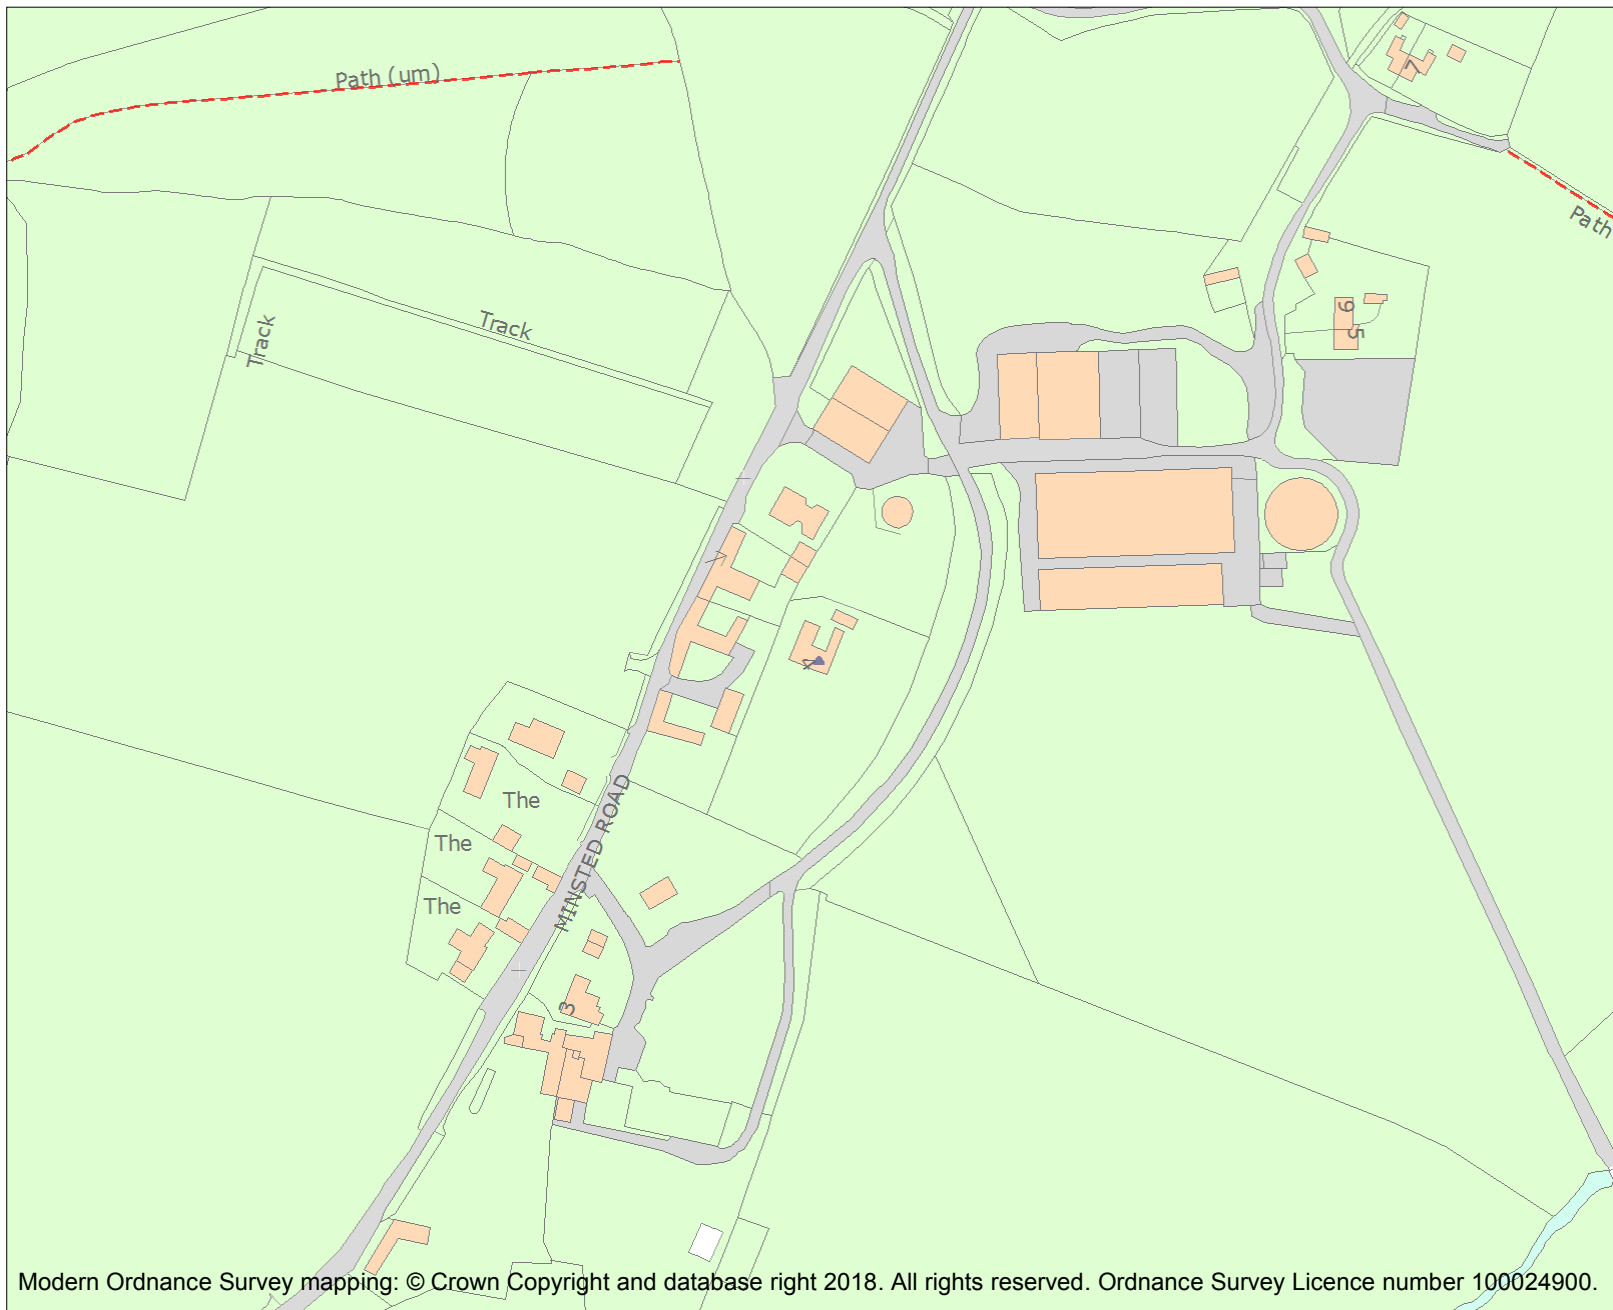 Path (um)
7
Path
Track
Track
6
5
4
The
MINSTED ROAD
The
The
3
Modern Ordnance Survey mapping: © Crown Copyright and database right 2018. All rights reserved. Ordnance Survey Licence number 100024900.